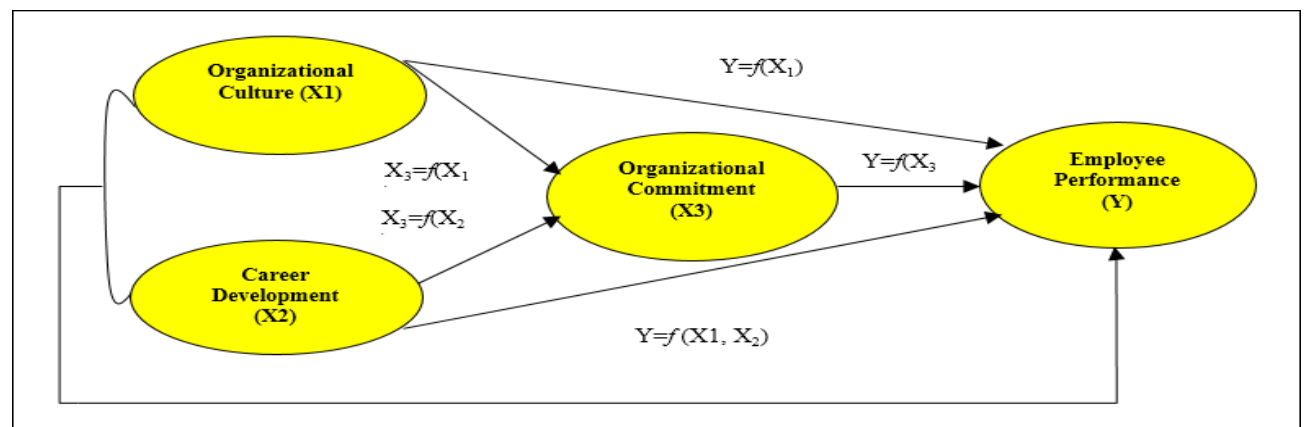 Organizational
Culture (X1)
Y=f(X₁)
X₃=f(X₁
X₃=f(X₂
Organizational
Commitment
(X3)
Y=f(X₃
Employee
Performance
(Y)
Career
Development
(X2)
Y=f (X1, X₂)